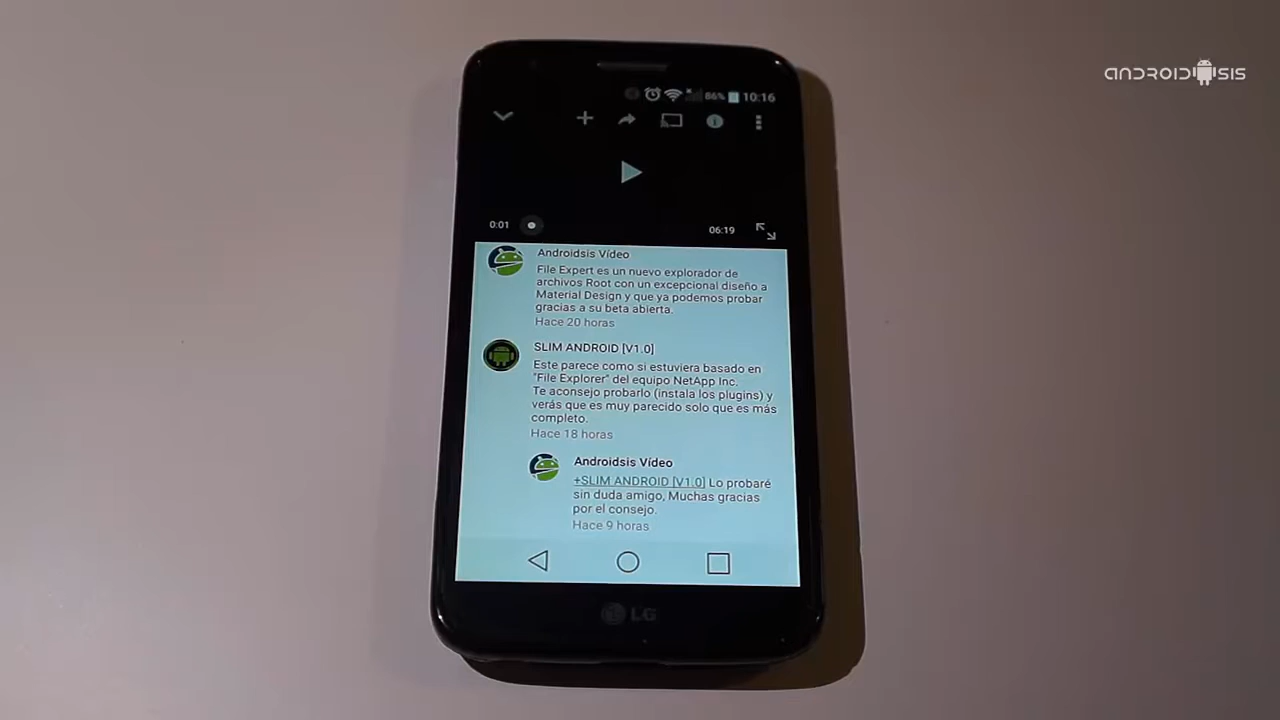 ANDROIDSIS
86% 10:16
0:01
06:19
Androidsis Vídeo
File Expert es un nuevo explorador de
archivos Root con un excepcional diseño a
Material Design y que ya podemos probar
gracias a su beta abierta.
Hace 20 horas
SLIM ANDROID [V1.0]
Este parece como si estuviera basado en
"File Explorer" del equipo NetApp Inc.
Te aconsejo probarlo (instala los plugins) y
verás que es muy parecido solo que es más
completo.
Hace 18 horas
Androidsis Vídeo
+SLIM ANDROID [V1.0] Lo probaré
sin duda amigo, Muchas gracias
por el consejo.
Hace 9 horas
LG